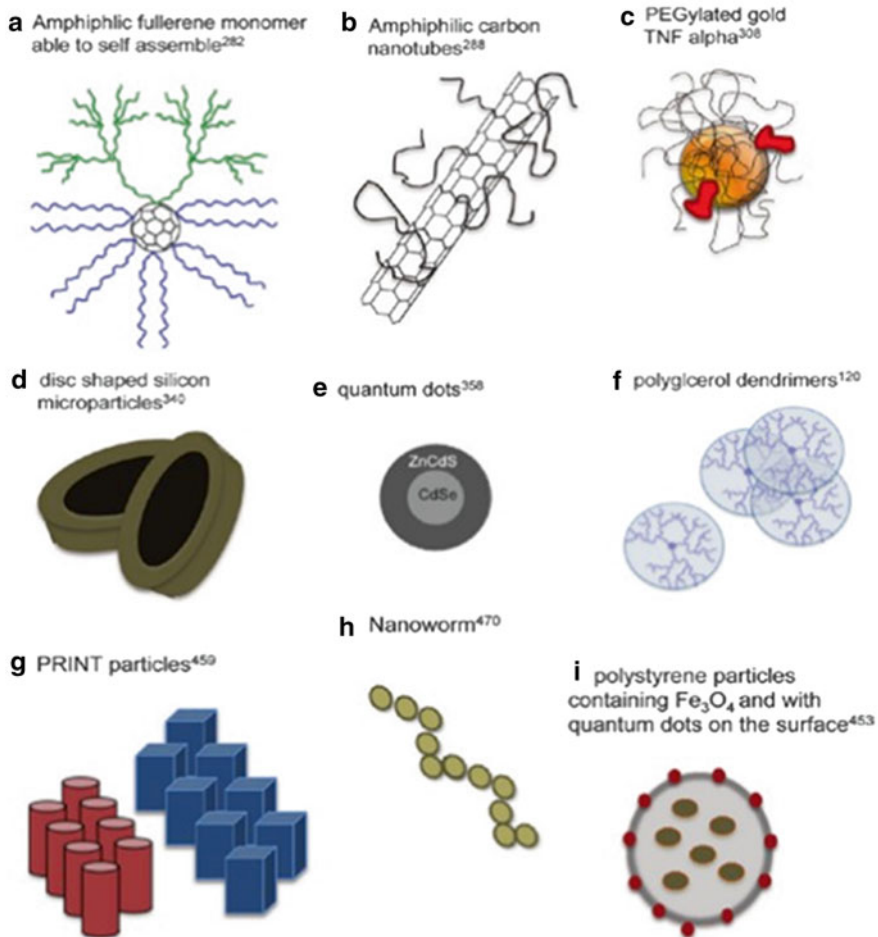 a Amphiphlic fullerene monomer
able to self assemble²⁸²
b Amphiphilic carbon
nanotubes²⁸⁸
c PEGylated gold
TNF alpha³⁰⁸
d disc shaped silicon
microparticles³⁴⁰
e quantum dots³⁵⁸
ZnCdS
CdSe
f polyglcerol dendrimers¹²⁰
g PRINT particles⁴⁵⁹
h Nanoworm⁴⁷⁰
i polystyrene particles
containing Fe₃O₄ and with
quantum dots on the surface⁴⁵³